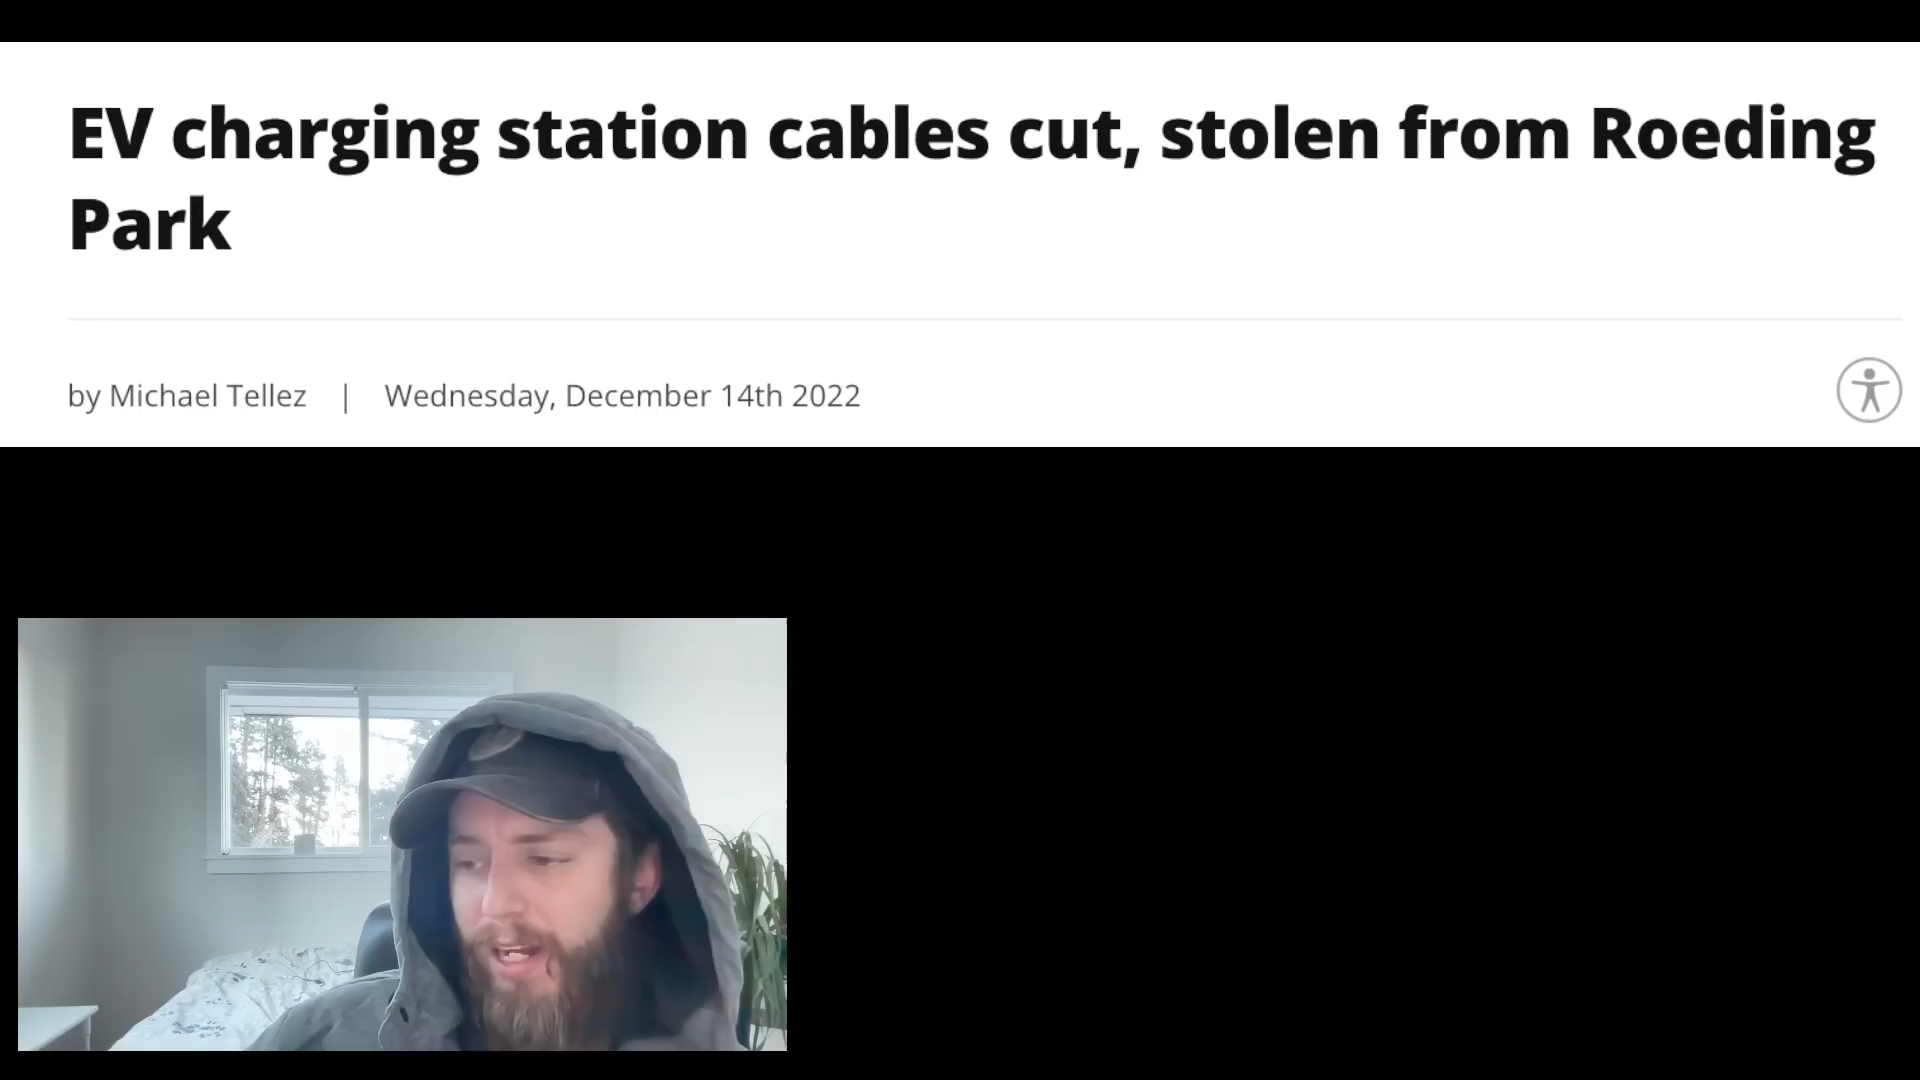 EV charging station cables cut, stolen from Roeding
Park
by Michael Tellez | Wednesday, December 14th 2022